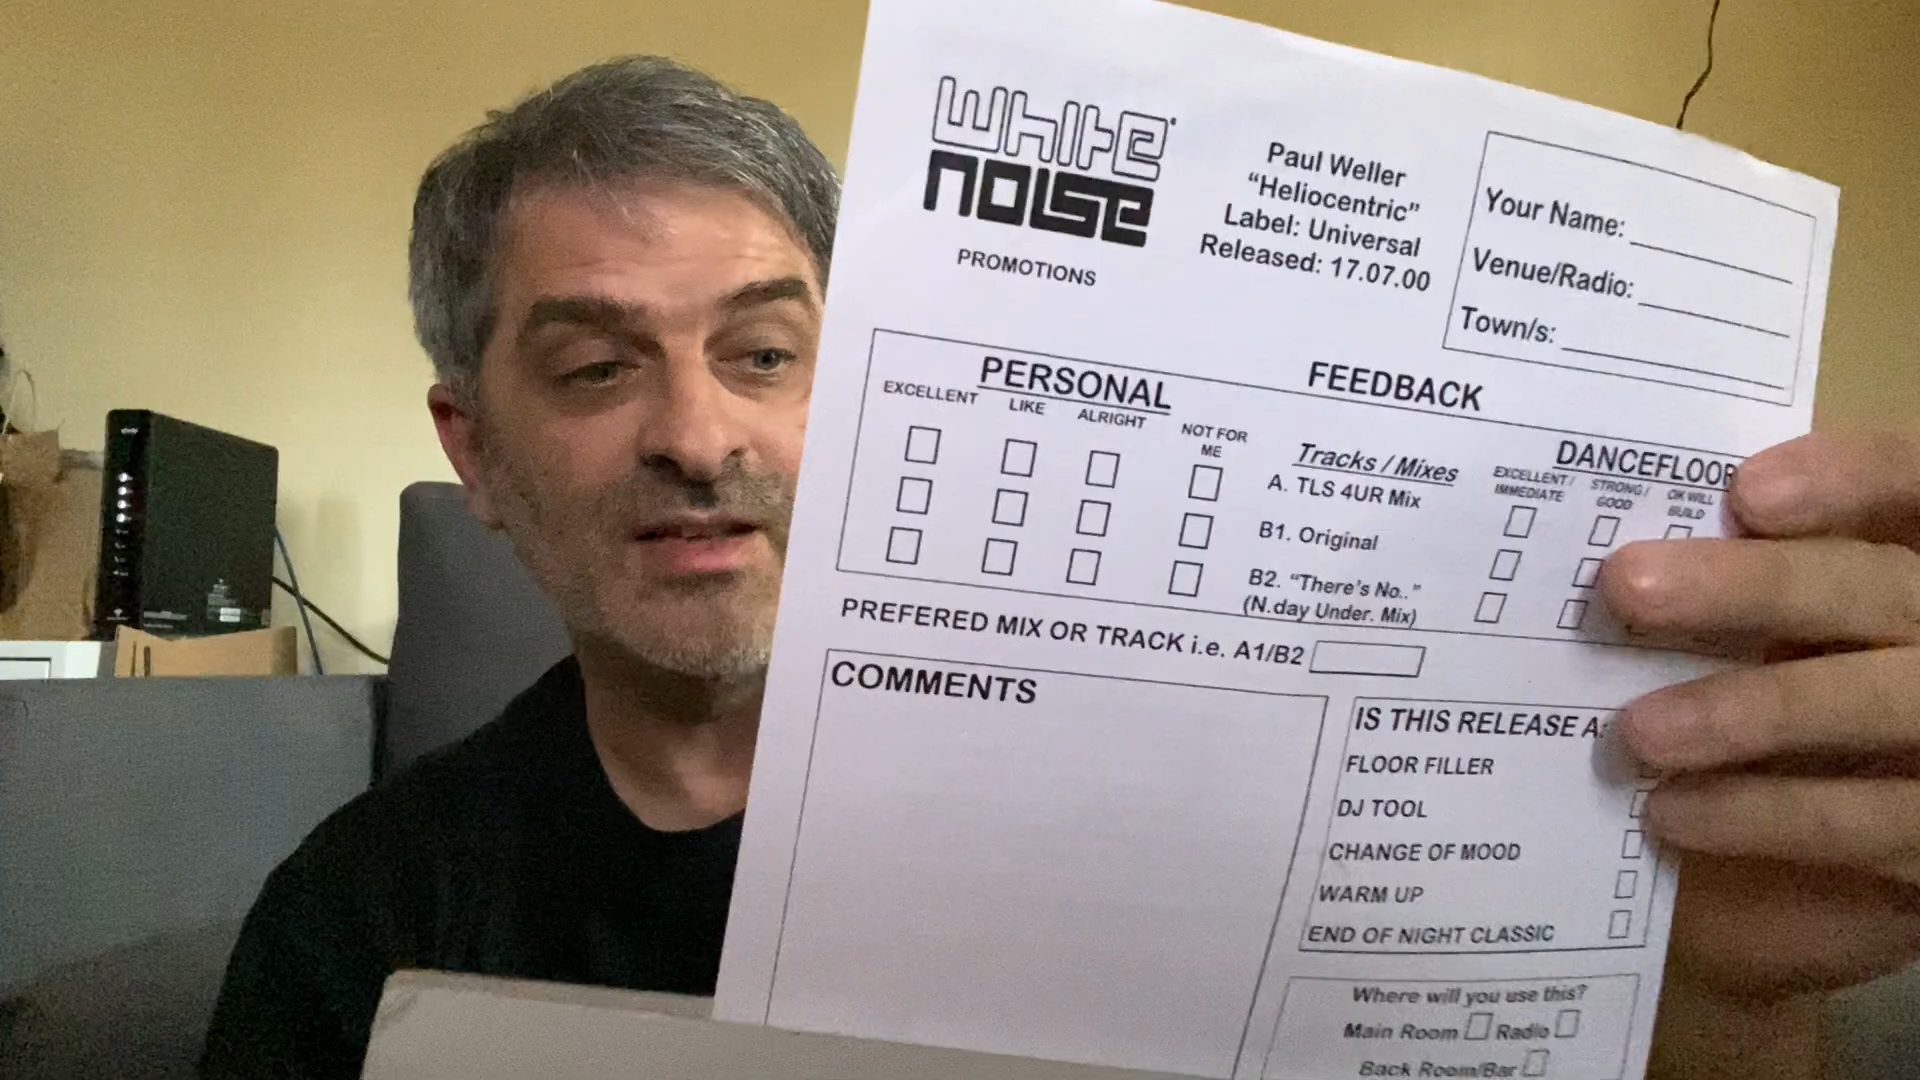 WHITE
NOISE
PROMOTIONS
Paul Weller
“Heliocentric”
Label: Universal
Released: 17.07.00
Your Name:
Venue/Radio:
Town/s:
FEEDBACK
PERSONAL
EXCELLENT
LIKE
ALRIGHT
NOT FOR
ME
Tracks / Mixes
A. TLS 4UR Mix
B1. Original
B2. “There's No..”
(N.day Under. Mix)
DANCEFLOOR
EXCELLENT /
IMMEDIATE
STRONG /
GOOD
OK WILL
BUILD
PREFERED MIX OR TRACK i.e. A1/B2
COMMENTS
IS THIS RELEASE A:
FLOOR FILLER
DJ TOOL
CHANGE OF MOOD
WARM UP
END OF NIGHT CLASSIC
Where will you use this?
Main Room Radio
Back Room/Bar